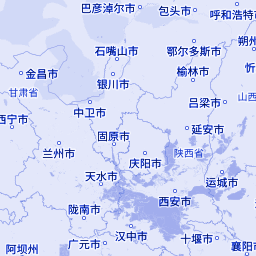 巴彦淖尔市
包头市
呼和浩特
石嘴山市
鄂尔多斯市
朔州
金昌市
银川市
榆林市
忻
甘肃省
吕梁市
山西
中卫市
西宁市
固原市
延安市
兰州市
庆阳市
陕西省
天水市
运城市
西安市
陇南市
汉中市
十堰市
阿坝州
广元市
襄阳